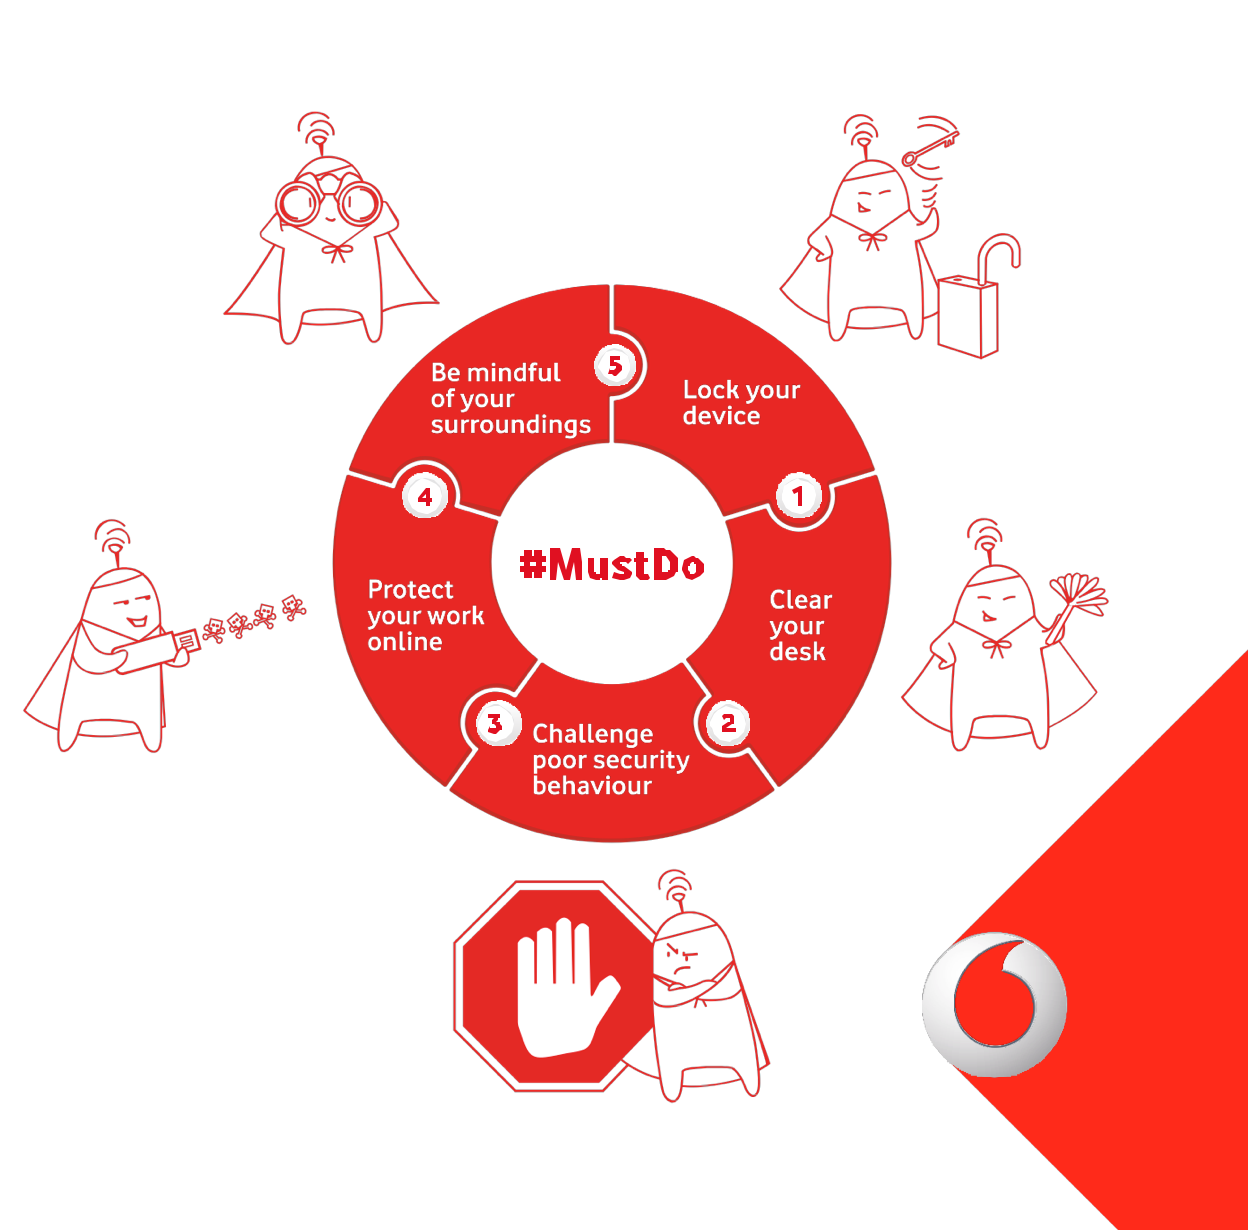 Lock your
device
1
Clear
your
desk
2
Challenge
poor security
behaviour
3
Protect
your work
online
4
Be mindful
of your
surroundings
5
#MustDo